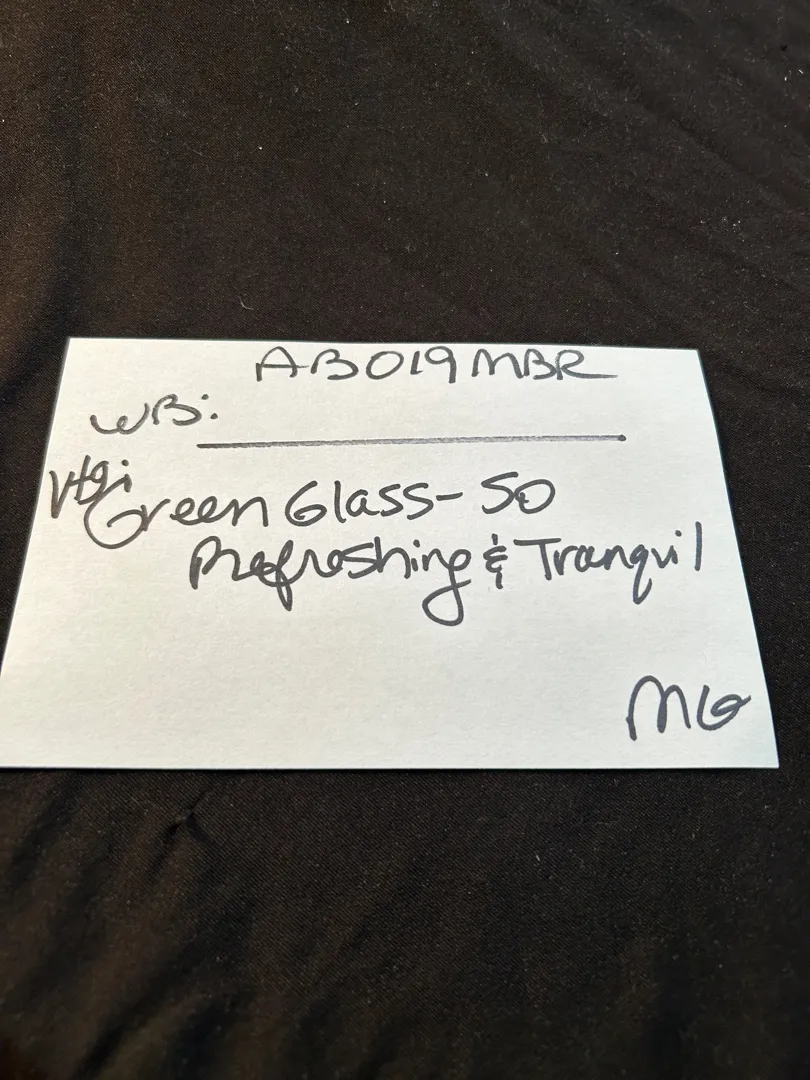 AB019MBR
WB:
Vtg: Green Glass- SO
Refreshing & Tranquil
MG